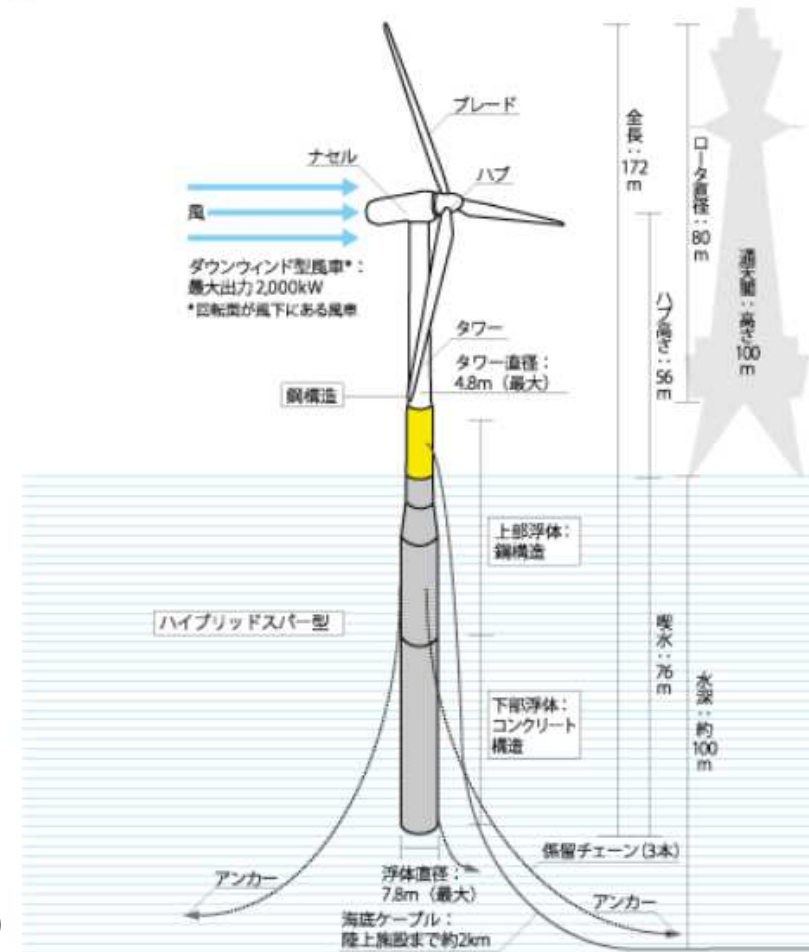 ブレード
ナセル
ハブ
風
ダウンウィンド型風車*：
最大出力 2,000kW
*回転面が風下にある風車
全長：172m
ロータ直径：80m
通天閣：高さ100m
ハブ高さ：56m
タワー
タワー直径：
4.8m（最大）
鋼構造
上部浮体：
鋼構造
ハイブリッドスパー型
喫水：76m
水深：約100m
下部浮体：
コンクリート
構造
係留チェーン(3本)
アンカー
浮体直径：
7.8m（最大）
アンカー
海底ケーブル：
陸上施設まで約2km